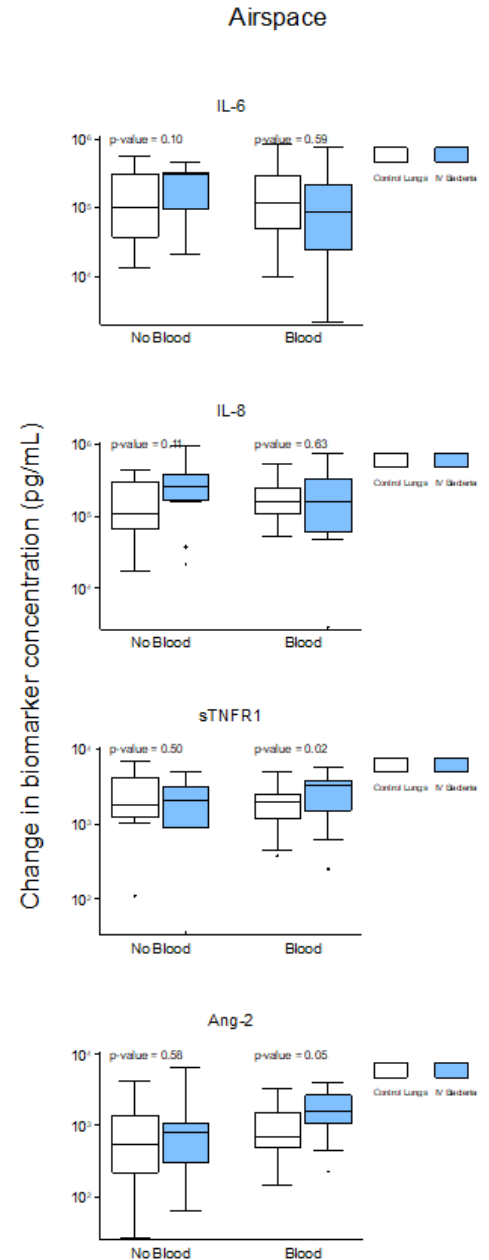 Airspace
Change in biomarker concentration (pg/mL)
IL-6
p-value = 0.10 p-value = 0.59
10⁶
10⁵
10⁴
No Blood Blood
Control Lungs IV Bacteria
IL-8
p-value = 0.11 p-value = 0.63
10⁶
10⁵
10⁴
No Blood Blood
Control Lungs IV Bacteria
sTNFR1
p-value = 0.50 p-value = 0.02
10⁴
10³
10²
No Blood Blood
Control Lungs IV Bacteria
Ang-2
p-value = 0.58 p-value = 0.05
10⁴
10³
10²
No Blood Blood
Control Lungs IV Bacteria